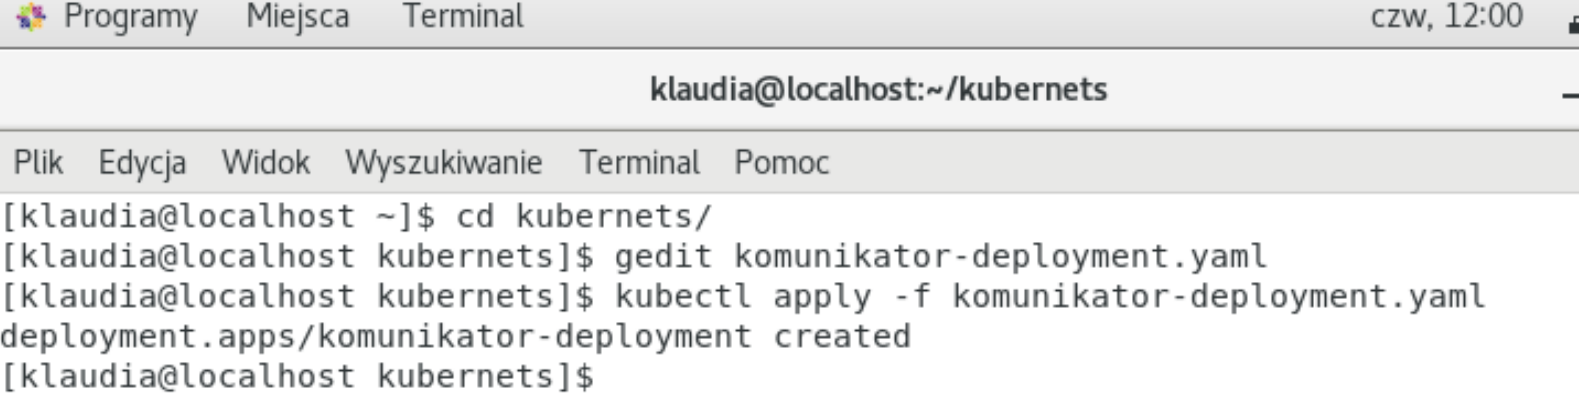 Programy Miejsca Terminal czw, 12:00
klaudia@localhost:~/kubernets
Plik Edycja Widok Wyszukiwanie Terminal Pomoc
[klaudia@localhost ~]$ cd kubernets/
[klaudia@localhost kubernets]$ gedit komunikator-deployment.yaml
[klaudia@localhost kubernets]$ kubectl apply -f komunikator-deployment.yaml
deployment.apps/komunikator-deployment created
[klaudia@localhost kubernets]$